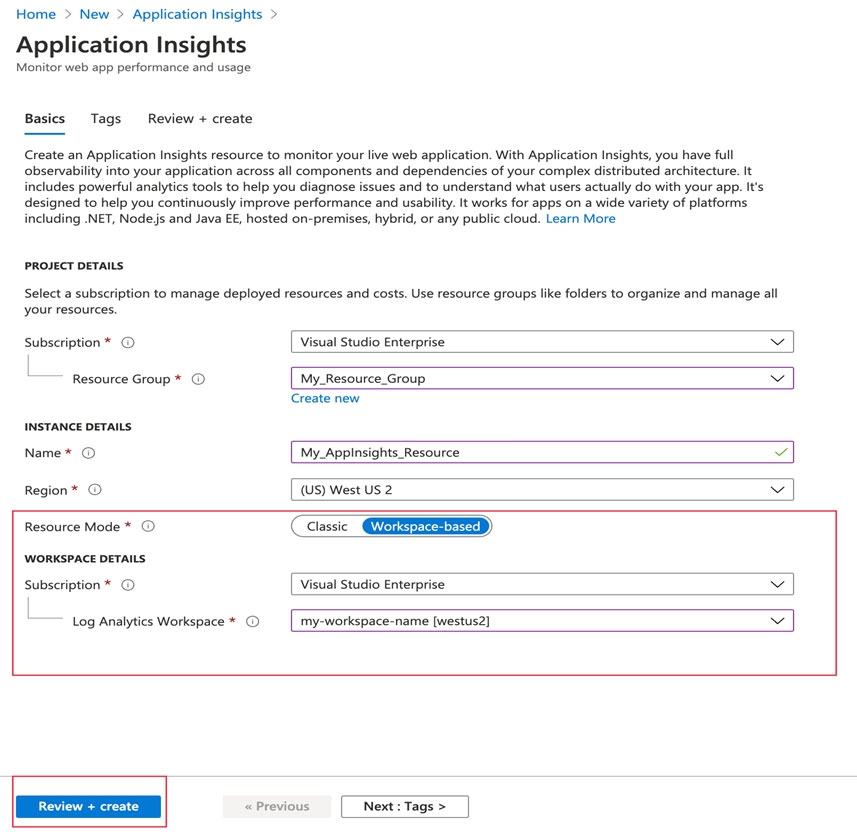 Home > New > Application Insights >
Application Insights
Monitor web app performance and usage
Basics Tags Review + create
Create an Application Insights resource to monitor your live web application. With Application Insights, you have full
observability into your application across all components and dependencies of your complex distributed architecture. It
includes powerful analytics tools to help you diagnose issues and to understand what users actually do with your app. It's
designed to help you continuously improve performance and usability. It works for apps on a wide variety of platforms
including .NET, Node.js and Java EE, hosted on-premises, hybrid, or any public cloud. Learn More
PROJECT DETAILS
Select a subscription to manage deployed resources and costs. Use resource groups like folders to organize and manage all
your resources.
Subscription * Visual Studio Enterprise
Resource Group * My_Resource_Group
Create new
INSTANCE DETAILS
Name * My_AppInsights_Resource
Region * (US) West US 2
Resource Mode * Classic Workspace-based
WORKSPACE DETAILS
Subscription * Visual Studio Enterprise
Log Analytics Workspace * my-workspace-name [westus2]
Review + create « Previous Next : Tags >